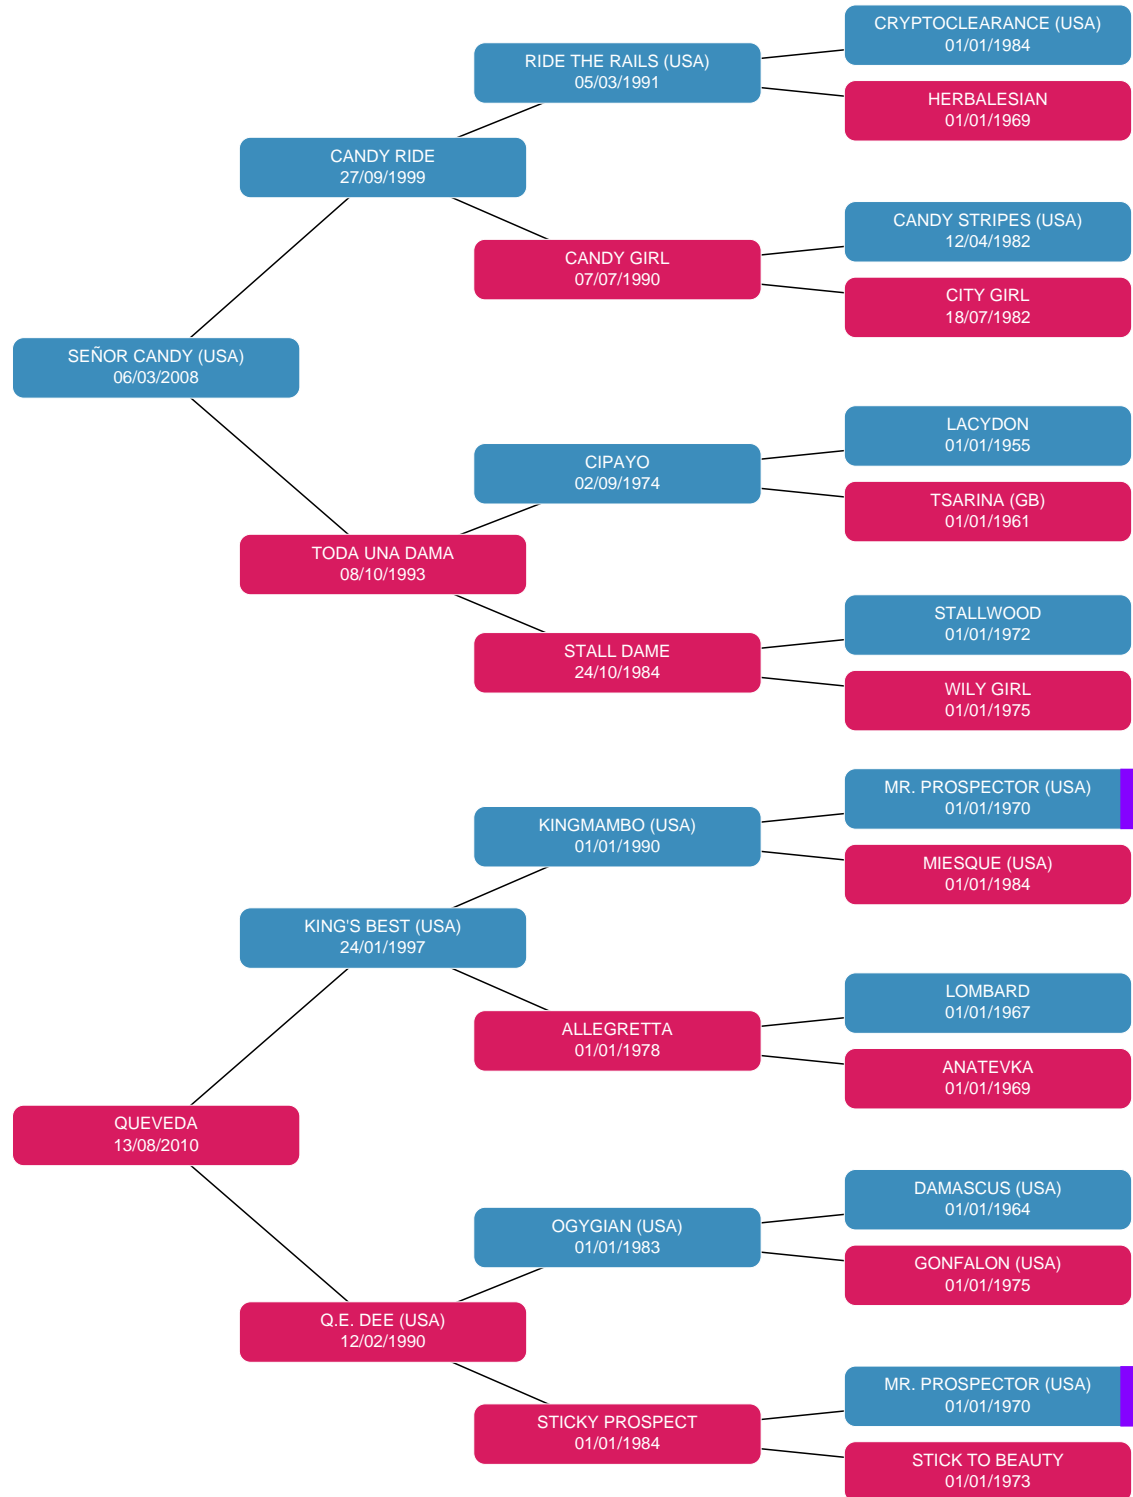 CRYPTOCLEARANCE (USA)
01/01/1984
RIDE THE RAILS (USA)
05/03/1991
HERBALESIAN
01/01/1969
CANDY RIDE
27/09/1999
CANDY STRIPES (USA)
12/04/1982
CANDY GIRL
07/07/1990
CITY GIRL
18/07/1982
SEÑOR CANDY (USA)
06/03/2008
LACYDON
01/01/1955
CIPAYO
02/09/1974
TSARINA (GB)
01/01/1961
TODA UNA DAMA
08/10/1993
STALLWOOD
01/01/1972
STALL DAME
24/10/1984
WILY GIRL
01/01/1975
MR. PROSPECTOR (USA)
01/01/1970
KINGMAMBO (USA)
01/01/1990
MIESQUE (USA)
01/01/1984
KING'S BEST (USA)
24/01/1997
LOMBARD
01/01/1967
ALLEGRETTA
01/01/1978
ANATEVKA
01/01/1969
QUEVEDA
13/08/2010
DAMASCUS (USA)
01/01/1964
OGYGIAN (USA)
01/01/1983
GONFALON (USA)
01/01/1975
Q.E. DEE (USA)
12/02/1990
MR. PROSPECTOR (USA)
01/01/1970
STICKY PROSPECT
01/01/1984
STICK TO BEAUTY
01/01/1973